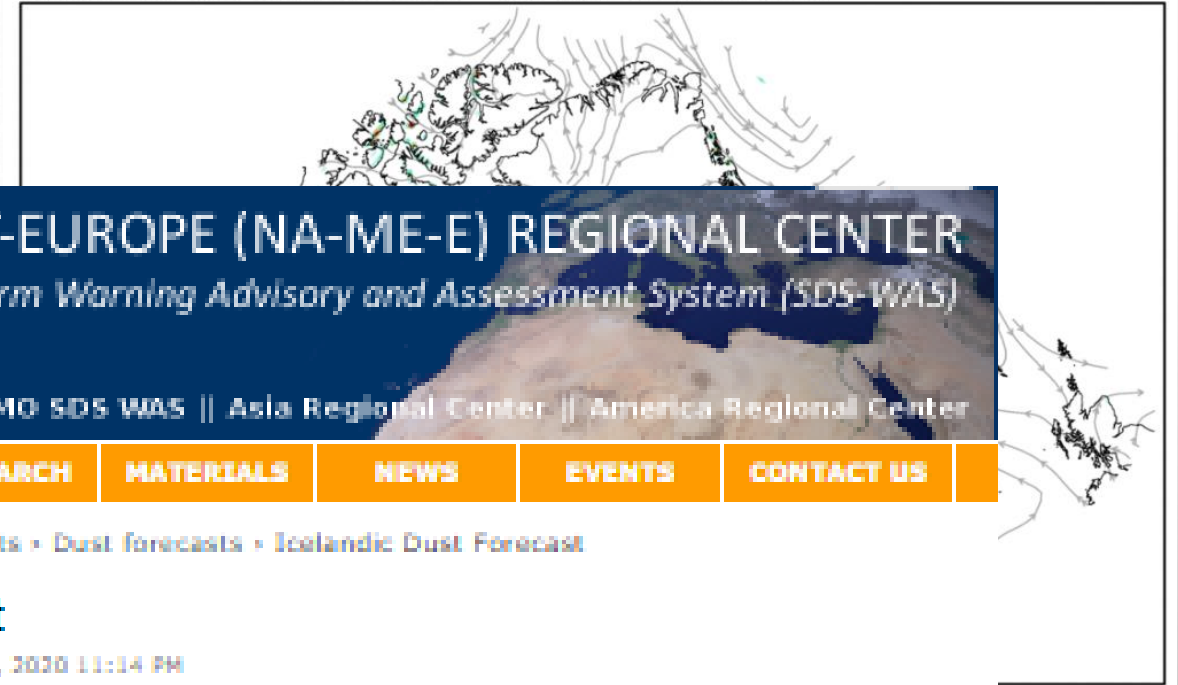 -EUROPE (NA-ME-E) REGIONAL CENTER
rm Warning Advisory and Assessment System (SDS-WAS)
MO SDS WAS || Asia Regional Center || America Regional Center
ARCH MATERIALS NEWS EVENTS CONTACT US
ts » Dust forecasts » Icelandic Dust Forecast
t
, 2020 11:14 PM